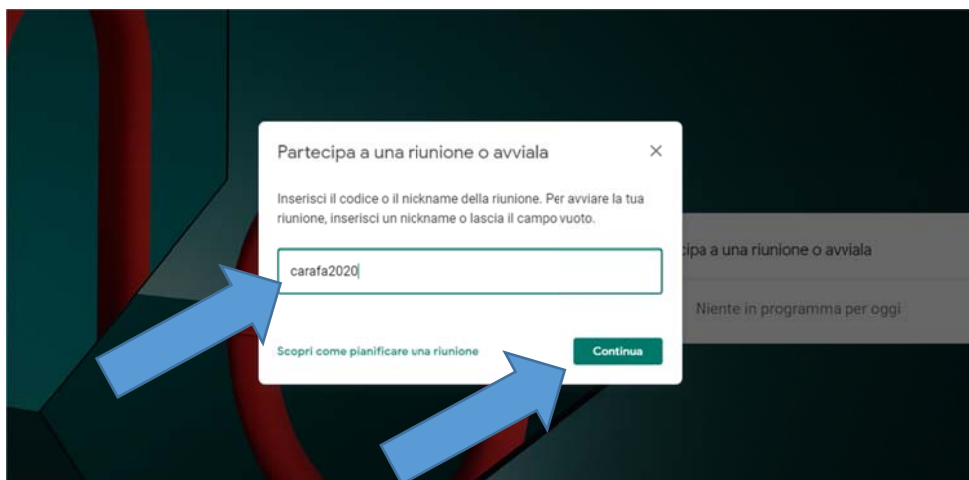 Partecipa a una riunione o avviala
Inserisci il codice o il nickname della riunione. Per avviare la tua
riunione, inserisci un nickname o lascia il campo vuoto.
carafa2020
Scopri come pianificare una riunione
Continua
cipa a una riunione o avviala
Niente in programma per oggi